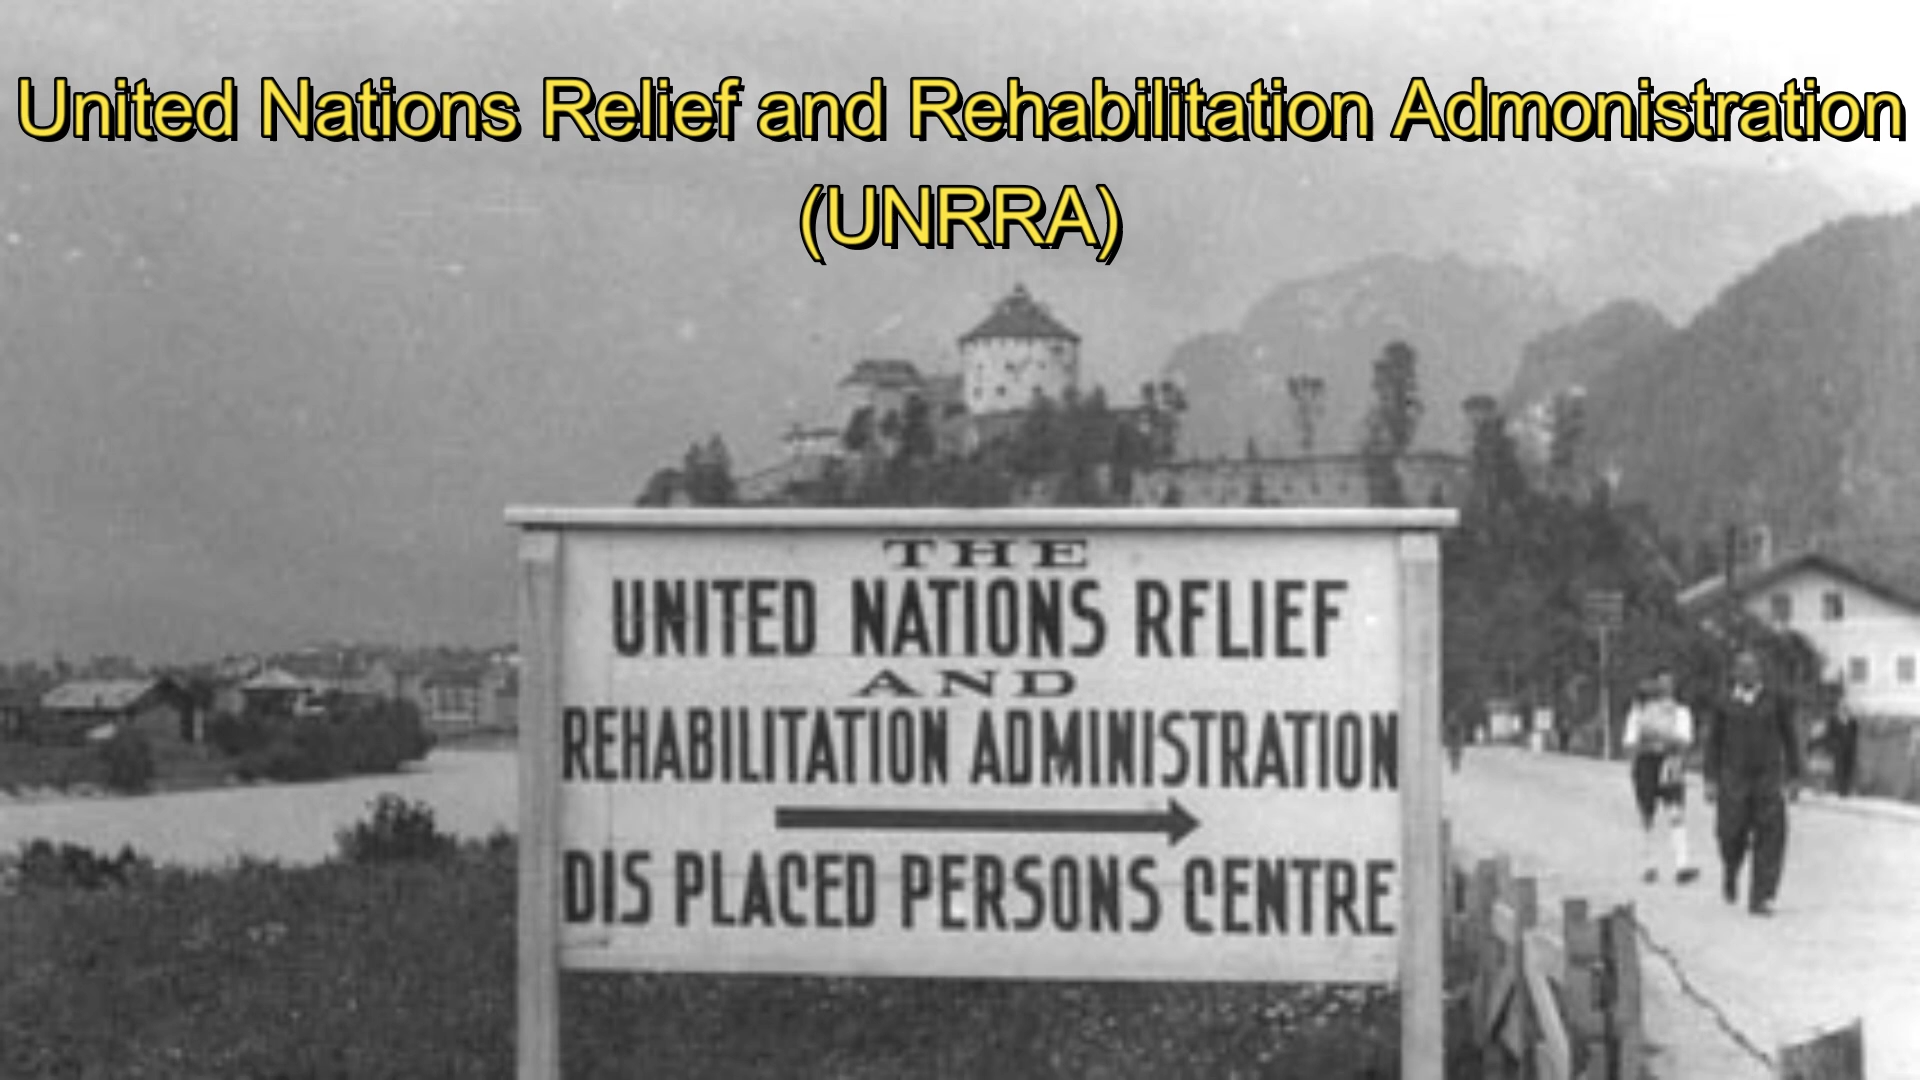 United Nations Relief and Rehabilitation Admonistration
(UNRRA)
THE
UNITED NATIONS RFLIEF
AND
REHABILITATION ADMINISTRATION
DIS PLACED PERSONS CENTRE